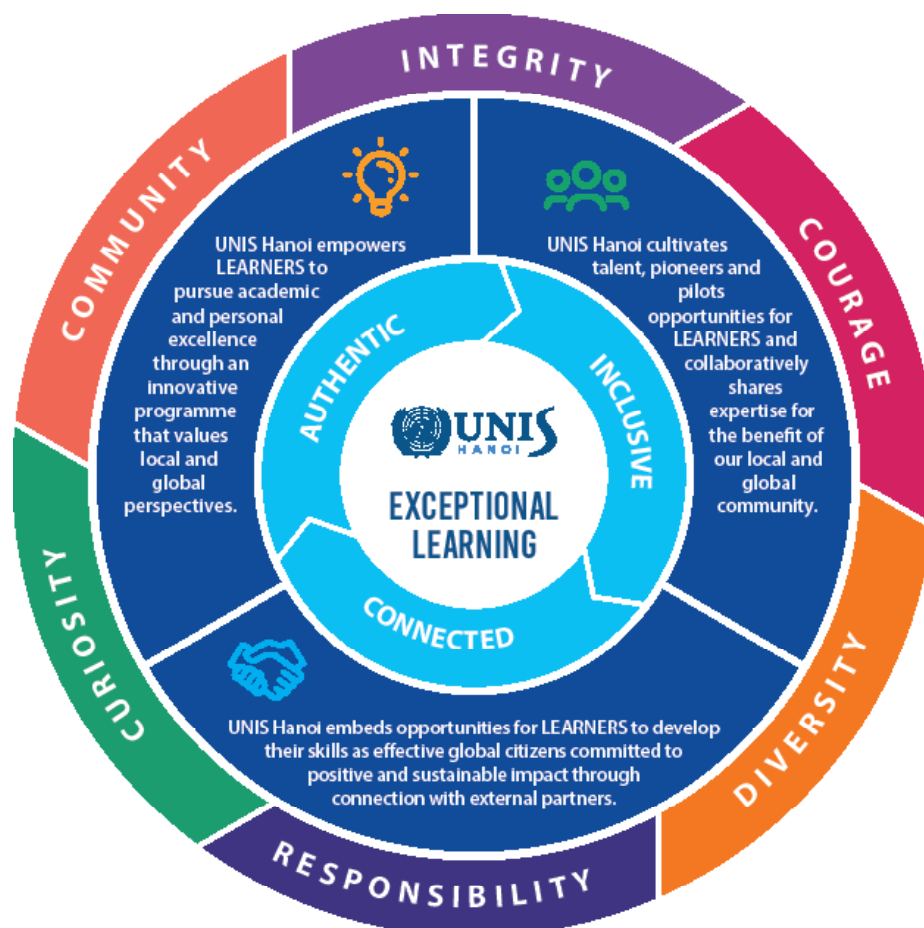 INTEGRITY
COURAGE
DIVERSITY
RESPONSIBILITY
CURIOSITY
COMMUNITY
UNIS Hanoi empowers
LEARNERS to
pursue academic
and personal
excellence
through an
innovative
programme
that values
local and
global
perspectives.
UNIS Hanoi cultivates
talent, pioneers and
pilots
opportunities for
LEARNERS and
collaboratively
shares
expertise for
the benefit of
our local and
global
community.
AUTHENTIC
INCLUSIVE
CONNECTED
UNIS
HANOI
EXCEPTIONAL
LEARNING
UNIS Hanoi embeds opportunities for LEARNERS to develop
their skills as effective global citizens committed to
positive and sustainable impact through
connection with external partners.